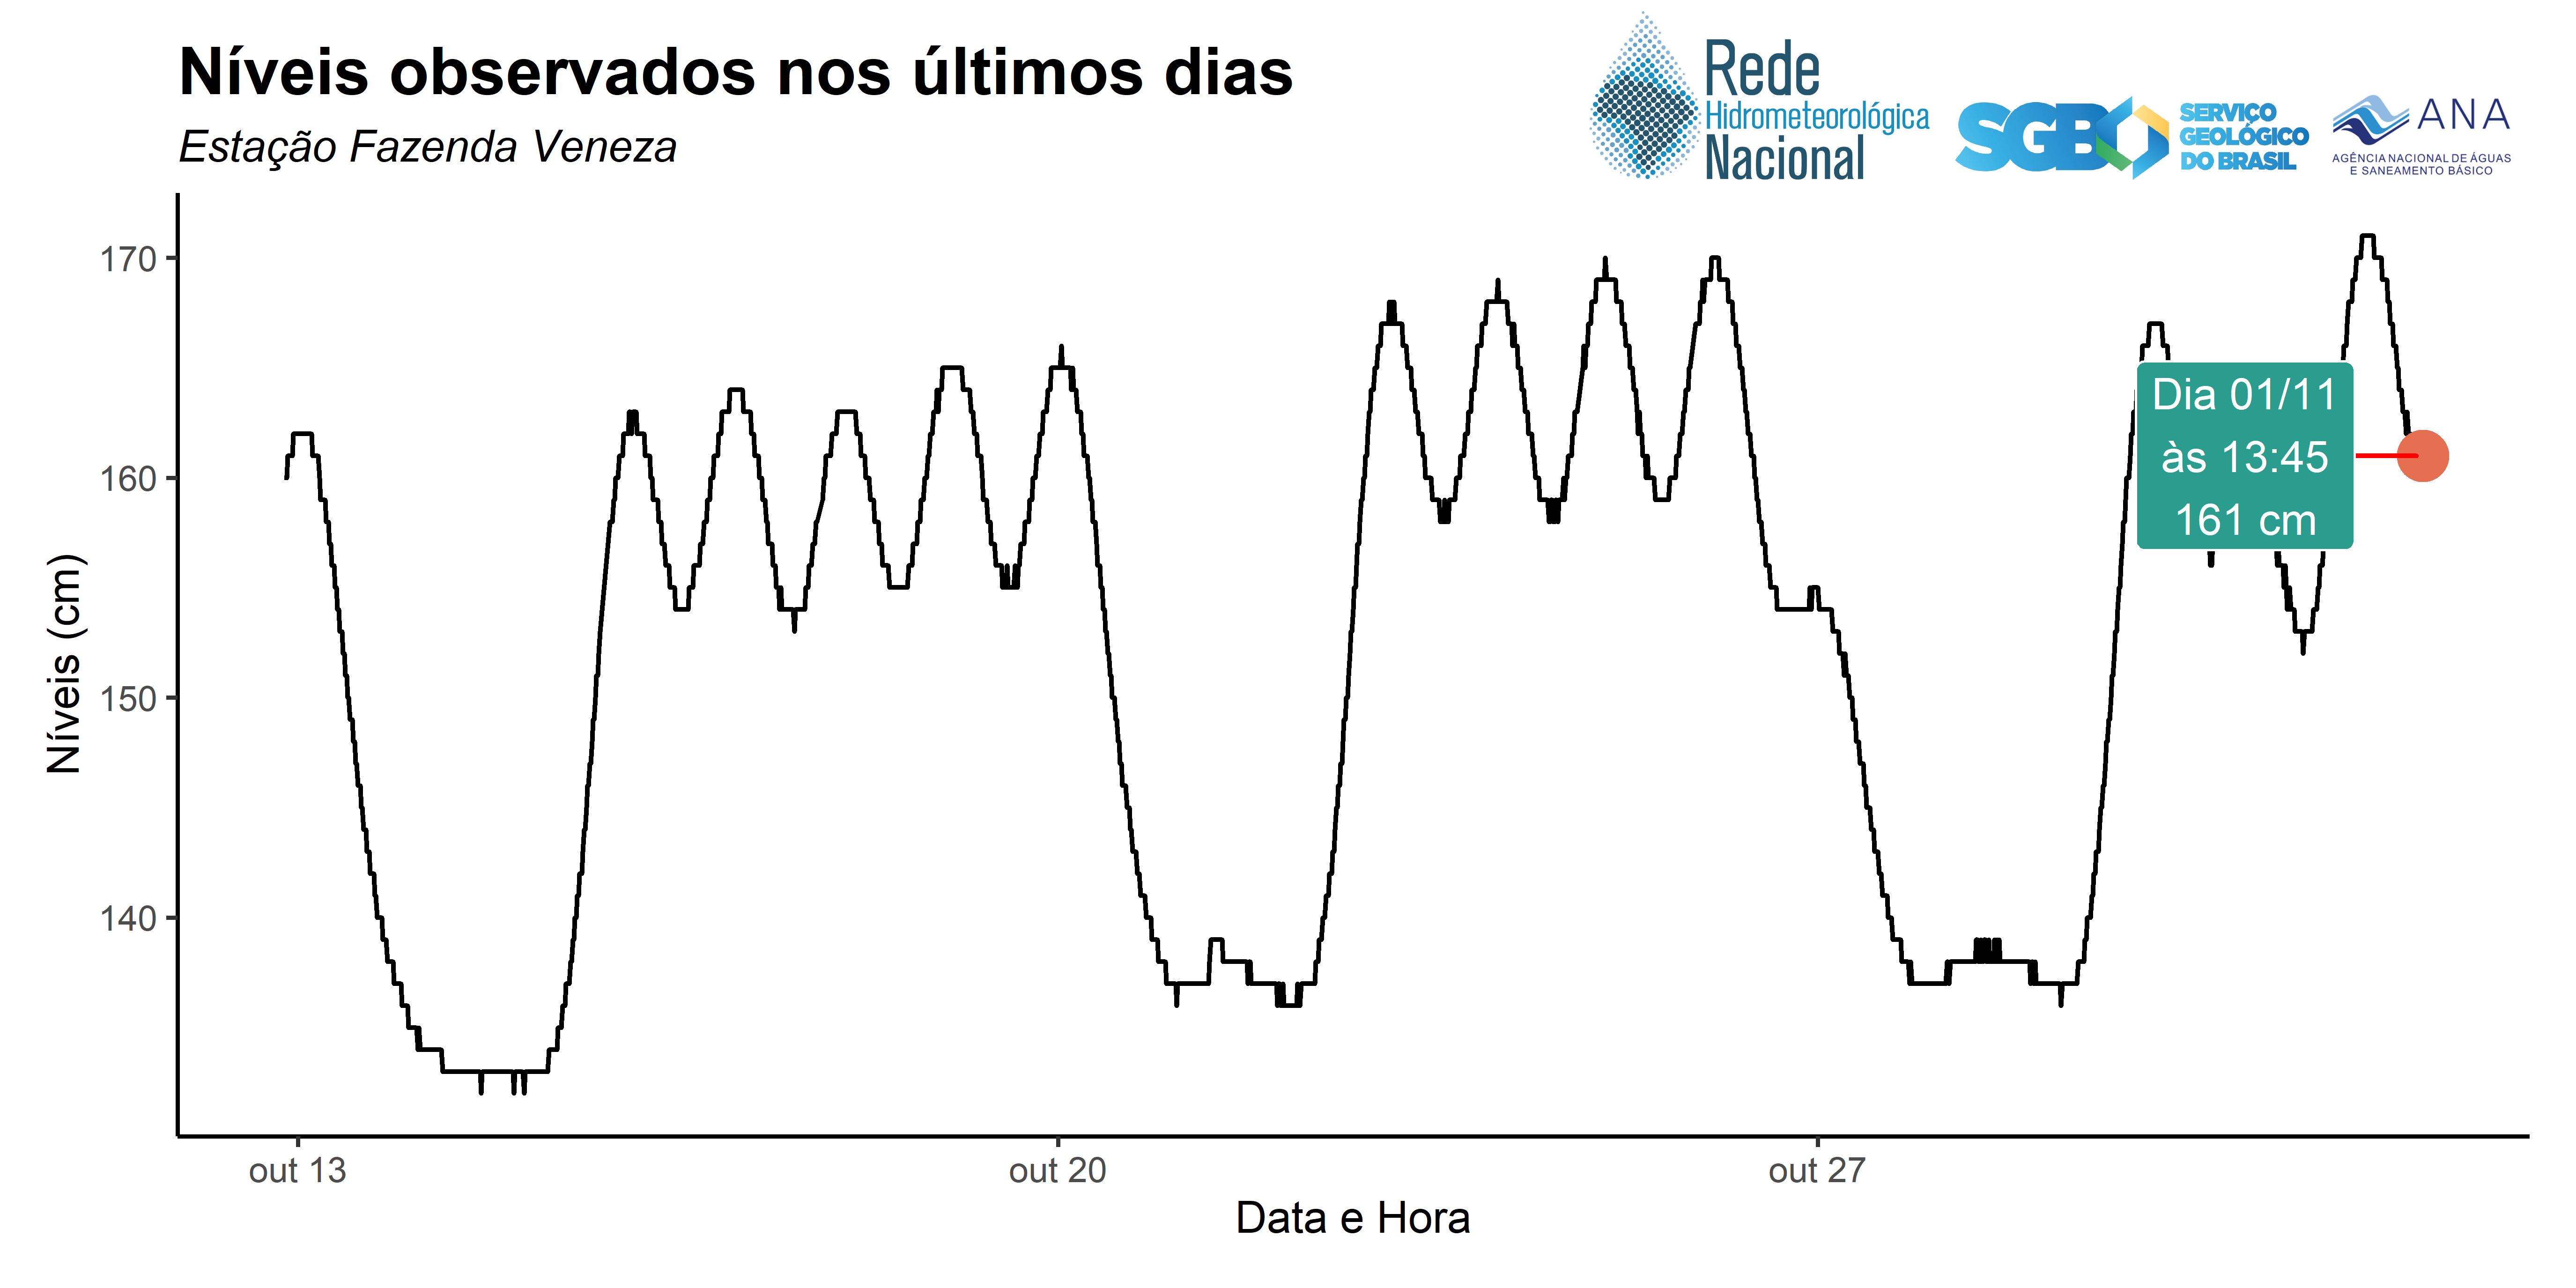 Níveis observados nos últimos dias
Estação Fazenda Veneza
Rede
Hidrometeorológica
Nacional
SGB
SERVIÇO
GEOLÓGICO
DO BRASIL
ANA
AGÊNCIA NACIONAL DE ÁGUAS
E SANEAMENTO BÁSICO
Níveis (cm)
170
160
150
140
Dia 01/11
às 13:45
161 cm
out 13
out 20
out 27
Data e Hora